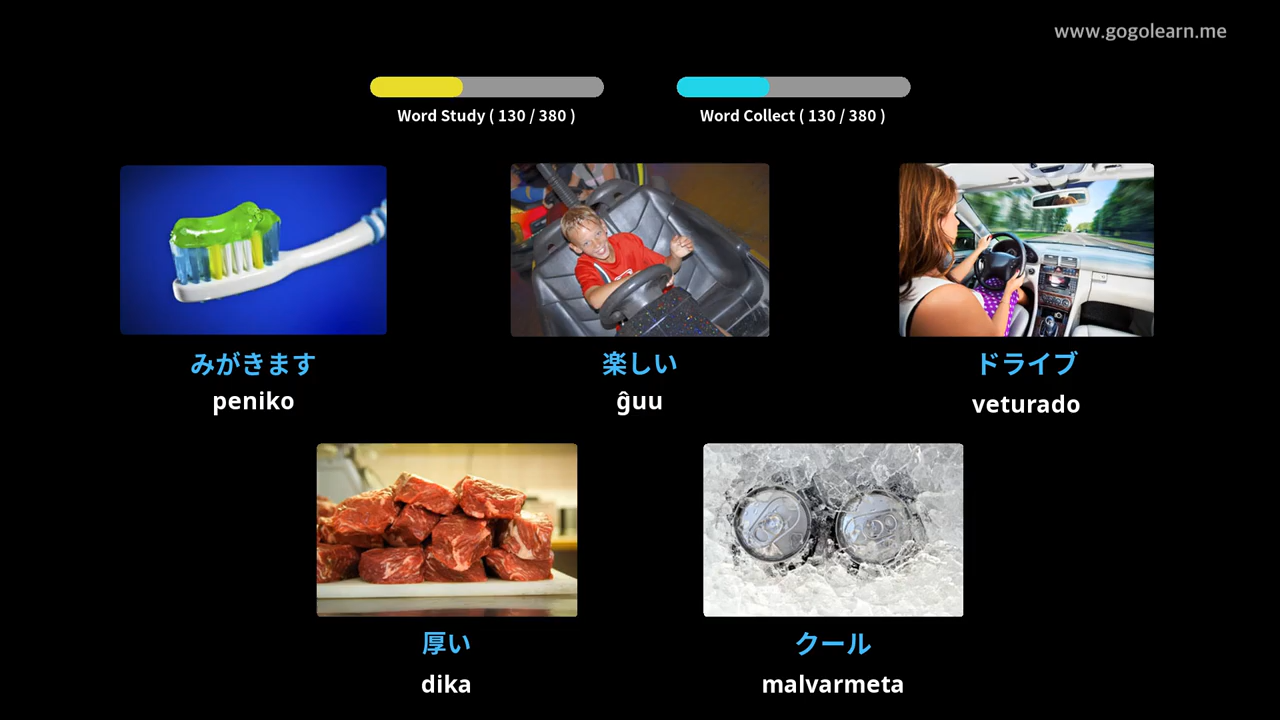 www.gogolearn.me
Word Study ( 130 / 380 )
Word Collect ( 130 / 380 )
みがきます
peniko
楽しい
ĝuu
ドライブ
veturado
厚い
dika
クール
malvarmeta